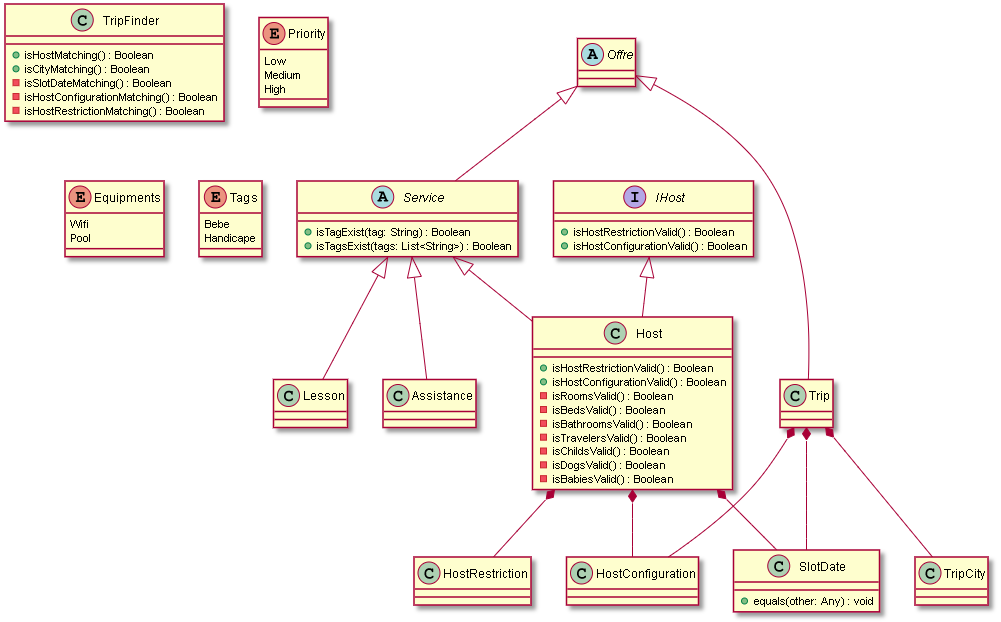 C TripFinder
isHostMatching() : Boolean
isCityMatching() : Boolean
isSlotDateMatching() : Boolean
isHostConfigurationMatching() : Boolean
isHostRestrictionMatching() : Boolean
E Priority
Low
Medium
High
A Offre
E Equipments
Wifi
Pool
E Tags
Bebe
Handicape
A Service
isTagExist(tag: String) : Boolean
isTagsExist(tags: List<String>) : Boolean
I IHost
isHostRestrictionValid() : Boolean
isHostConfigurationValid() : Boolean
C Lesson
C Assistance
C Host
isHostRestrictionValid() : Boolean
isHostConfigurationValid() : Boolean
isRoomsValid() : Boolean
isBedsValid() : Boolean
isBathroomsValid() : Boolean
isTravelersValid() : Boolean
isChildsValid() : Boolean
isDogsValid() : Boolean
isBabiesValid() : Boolean
C Trip
C HostRestriction
C HostConfiguration
C SlotDate
equals(other: Any) : void
C TripCity